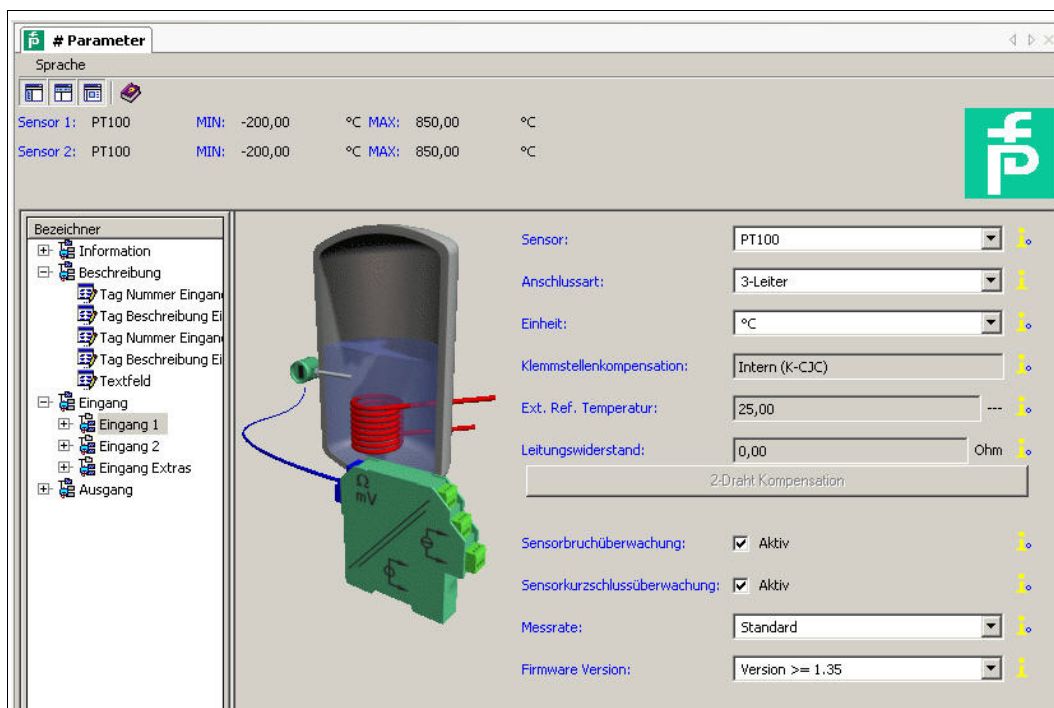 # Parameter
Sprache
Sensor 1: PT100 MIN: -200,00 °C MAX: 850,00 °C
Sensor 2: PT100 MIN: -200,00 °C MAX: 850,00 °C
Bezeichner
Information
Beschreibung
Tag Nummer Eingan
Tag Beschreibung Ei
Tag Nummer Eingan
Tag Beschreibung Ei
Textfeld
Eingang
Eingang 1
Eingang 2
Eingang Extras
Ausgang
Ω
mV
Sensor: PT100
Anschlussart: 3-Leiter
Einheit: °C
Klemmstellenkompensation: Intern (K-CJC)
Ext. Ref. Temperatur: 25,00 ---
Leitungswiderstand: 0,00 Ohm
2-Draht Kompensation
Sensorbruchüberwachung: Aktiv
Sensorkurzschlussüberwachung: Aktiv
Messrate: Standard
Firmware Version: Version >= 1.35